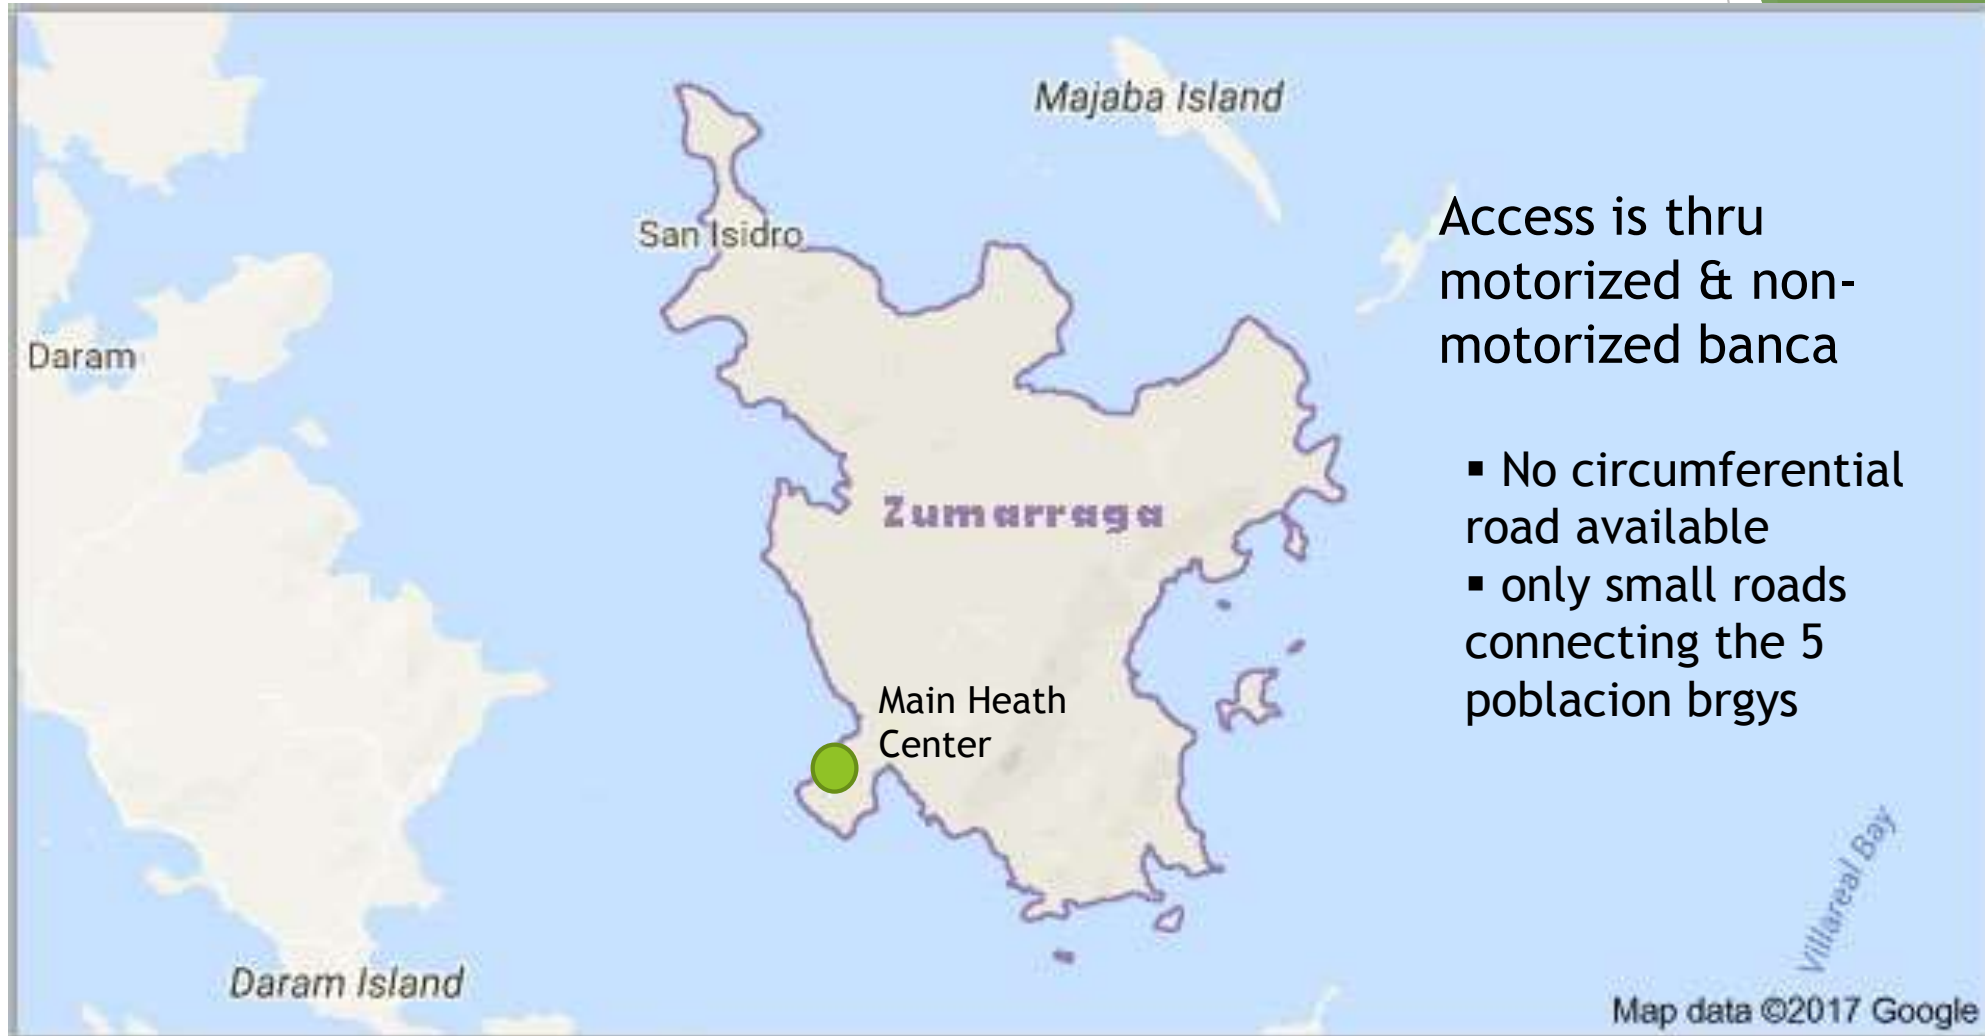 Majaba Island
San Isidro
Access is thru
motorized & non-
motorized banca
Daram
▪ No circumferential
road available
▪ only small roads
connecting the 5
poblacion brgys
Zumarraga
Main Heath
Center
Villareal Bay
Daram Island
Map data ©2017 Google